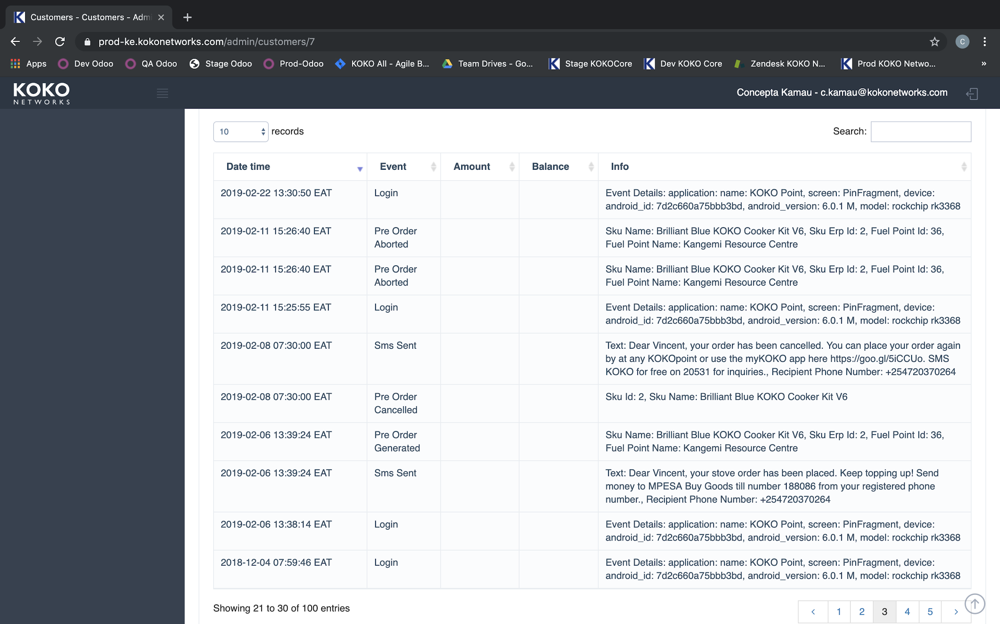 Customers - Customers - Adm
prod-ke.kokonetworks.com/admin/customers/7
C
Apps Dev Odoo QA Odoo Stage Odoo Prod-Odoo KOKO All - Agile B... Team Drives - Go... Stage KOKOCore Dev KOKO Core Zendesk KOKO N... Prod KOKO Netwo... »
KOKO
NETWORKS
Concepta Kamau - c.kamau@kokonetworks.com
10 records Search:
Date time Event Amount Balance Info
2019-02-22 13:30:50 EAT Login Event Details: application: name: KOKO Point, screen: PinFragment, device:
android_id: 7d2c660a75bbb3bd, android_version: 6.0.1 M, model: rockchip rk3368
2019-02-11 15:26:40 EAT Pre Order Sku Name: Brilliant Blue KOKO Cooker Kit V6, Sku Erp Id: 2, Fuel Point Id: 36,
Aborted Fuel Point Name: Kangemi Resource Centre
2019-02-11 15:26:40 EAT Pre Order Sku Name: Brilliant Blue KOKO Cooker Kit V6, Sku Erp Id: 2, Fuel Point Id: 36,
Aborted Fuel Point Name: Kangemi Resource Centre
2019-02-11 15:25:55 EAT Login Event Details: application: name: KOKO Point, screen: PinFragment, device:
android_id: 7d2c660a75bbb3bd, android_version: 6.0.1 M, model: rockchip rk3368
2019-02-08 07:30:00 EAT Sms Sent Text: Dear Vincent, your order has been cancelled. You can place your order again
by at any KOKOpoint or use the myKOKO app here https://goo.gl/5iCCUo. SMS
KOKO for free on 20531 for inquiries., Recipient Phone Number: +254720370264
2019-02-08 07:30:00 EAT Pre Order Sku Id: 2, Sku Name: Brilliant Blue KOKO Cooker Kit V6
Cancelled
2019-02-06 13:39:24 EAT Pre Order Sku Name: Brilliant Blue KOKO Cooker Kit V6, Sku Erp Id: 2, Fuel Point Id: 36,
Generated Fuel Point Name: Kangemi Resource Centre
2019-02-06 13:39:24 EAT Sms Sent Text: Dear Vincent, your stove order has been placed. Keep topping up! Send
money to MPESA Buy Goods till number 188086 from your registered phone
number., Recipient Phone Number: +254720370264
2019-02-06 13:38:14 EAT Login Event Details: application: name: KOKO Point, screen: PinFragment, device:
android_id: 7d2c660a75bbb3bd, android_version: 6.0.1 M, model: rockchip rk3368
2018-12-04 07:59:46 EAT Login Event Details: application: name: KOKO Point, screen: PinFragment, device:
android_id: 7d2c660a75bbb3bd, android_version: 6.0.1 M, model: rockchip rk3368
Showing 21 to 30 of 100 entries
‹ 1 2 3 4 5 ›